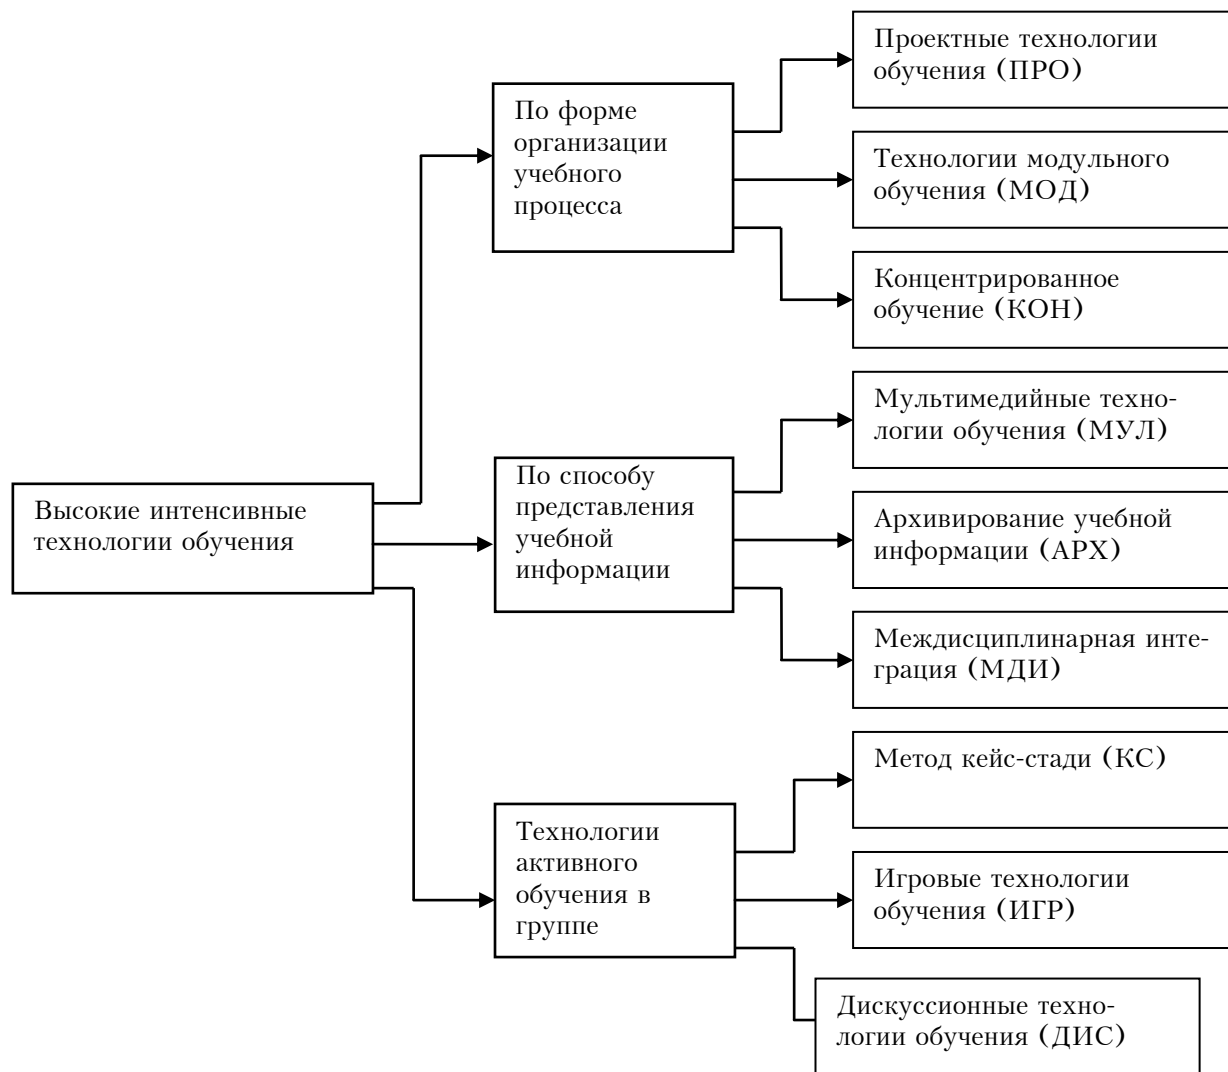 Высокие интенсивные
технологии обучения
По форме
организации
учебного
процесса
Проектные технологии
обучения (ПРО)
Технологии модульного
обучения (МОД)
Концентрированное
обучение (КОН)
По способу
представления
учебной
информации
Мультимедийные техно-
логии обучения (МУЛ)
Архивирование учебной
информации (АРХ)
Междисциплинарная инте-
грация (МДИ)
Технологии
активного
обучения в
группе
Метод кейс-стади (КС)
Игровые технологии
обучения (ИГР)
Дискуссионные техно-
логии обучения (ДИС)